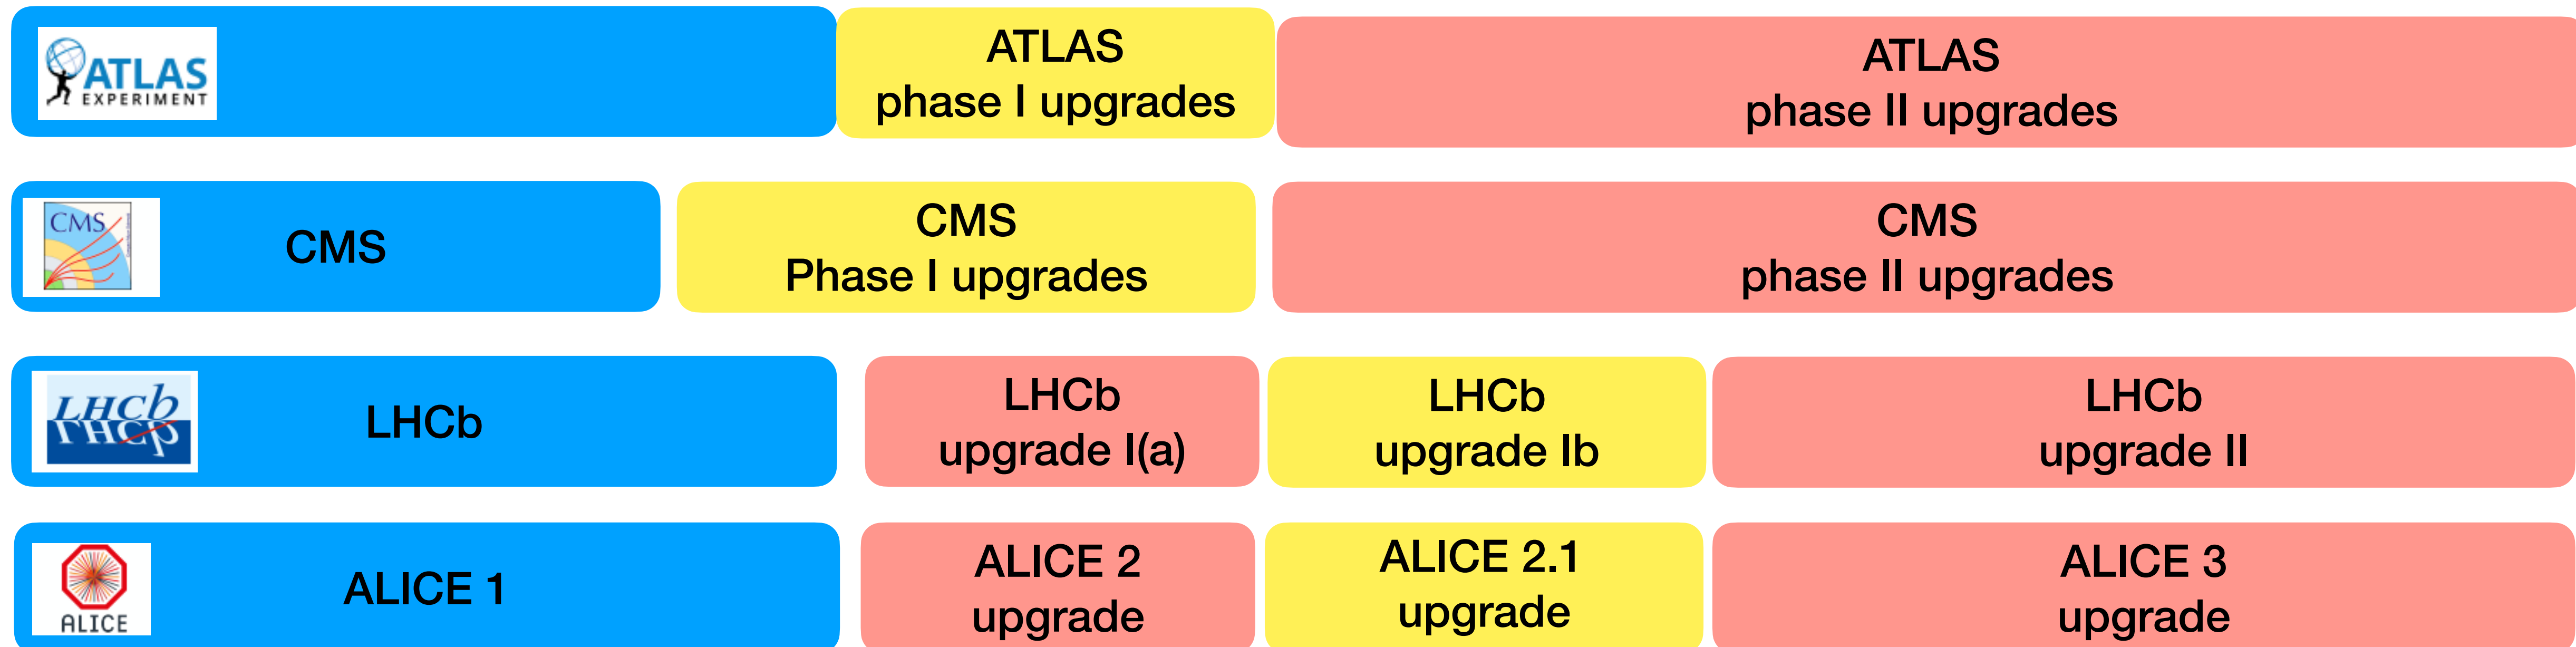 ATLAS
EXPERIMENT
ATLAS
phase I upgrades
ATLAS
phase II upgrades
CMS
CMS
CMS
Phase I upgrades
CMS
phase II upgrades
LHCb
LHCb
LHCb
upgrade I(a)
LHCb
upgrade Ib
LHCb
upgrade II
ALICE
ALICE 1
ALICE 2
upgrade
ALICE 2.1
upgrade
ALICE 3
upgrade